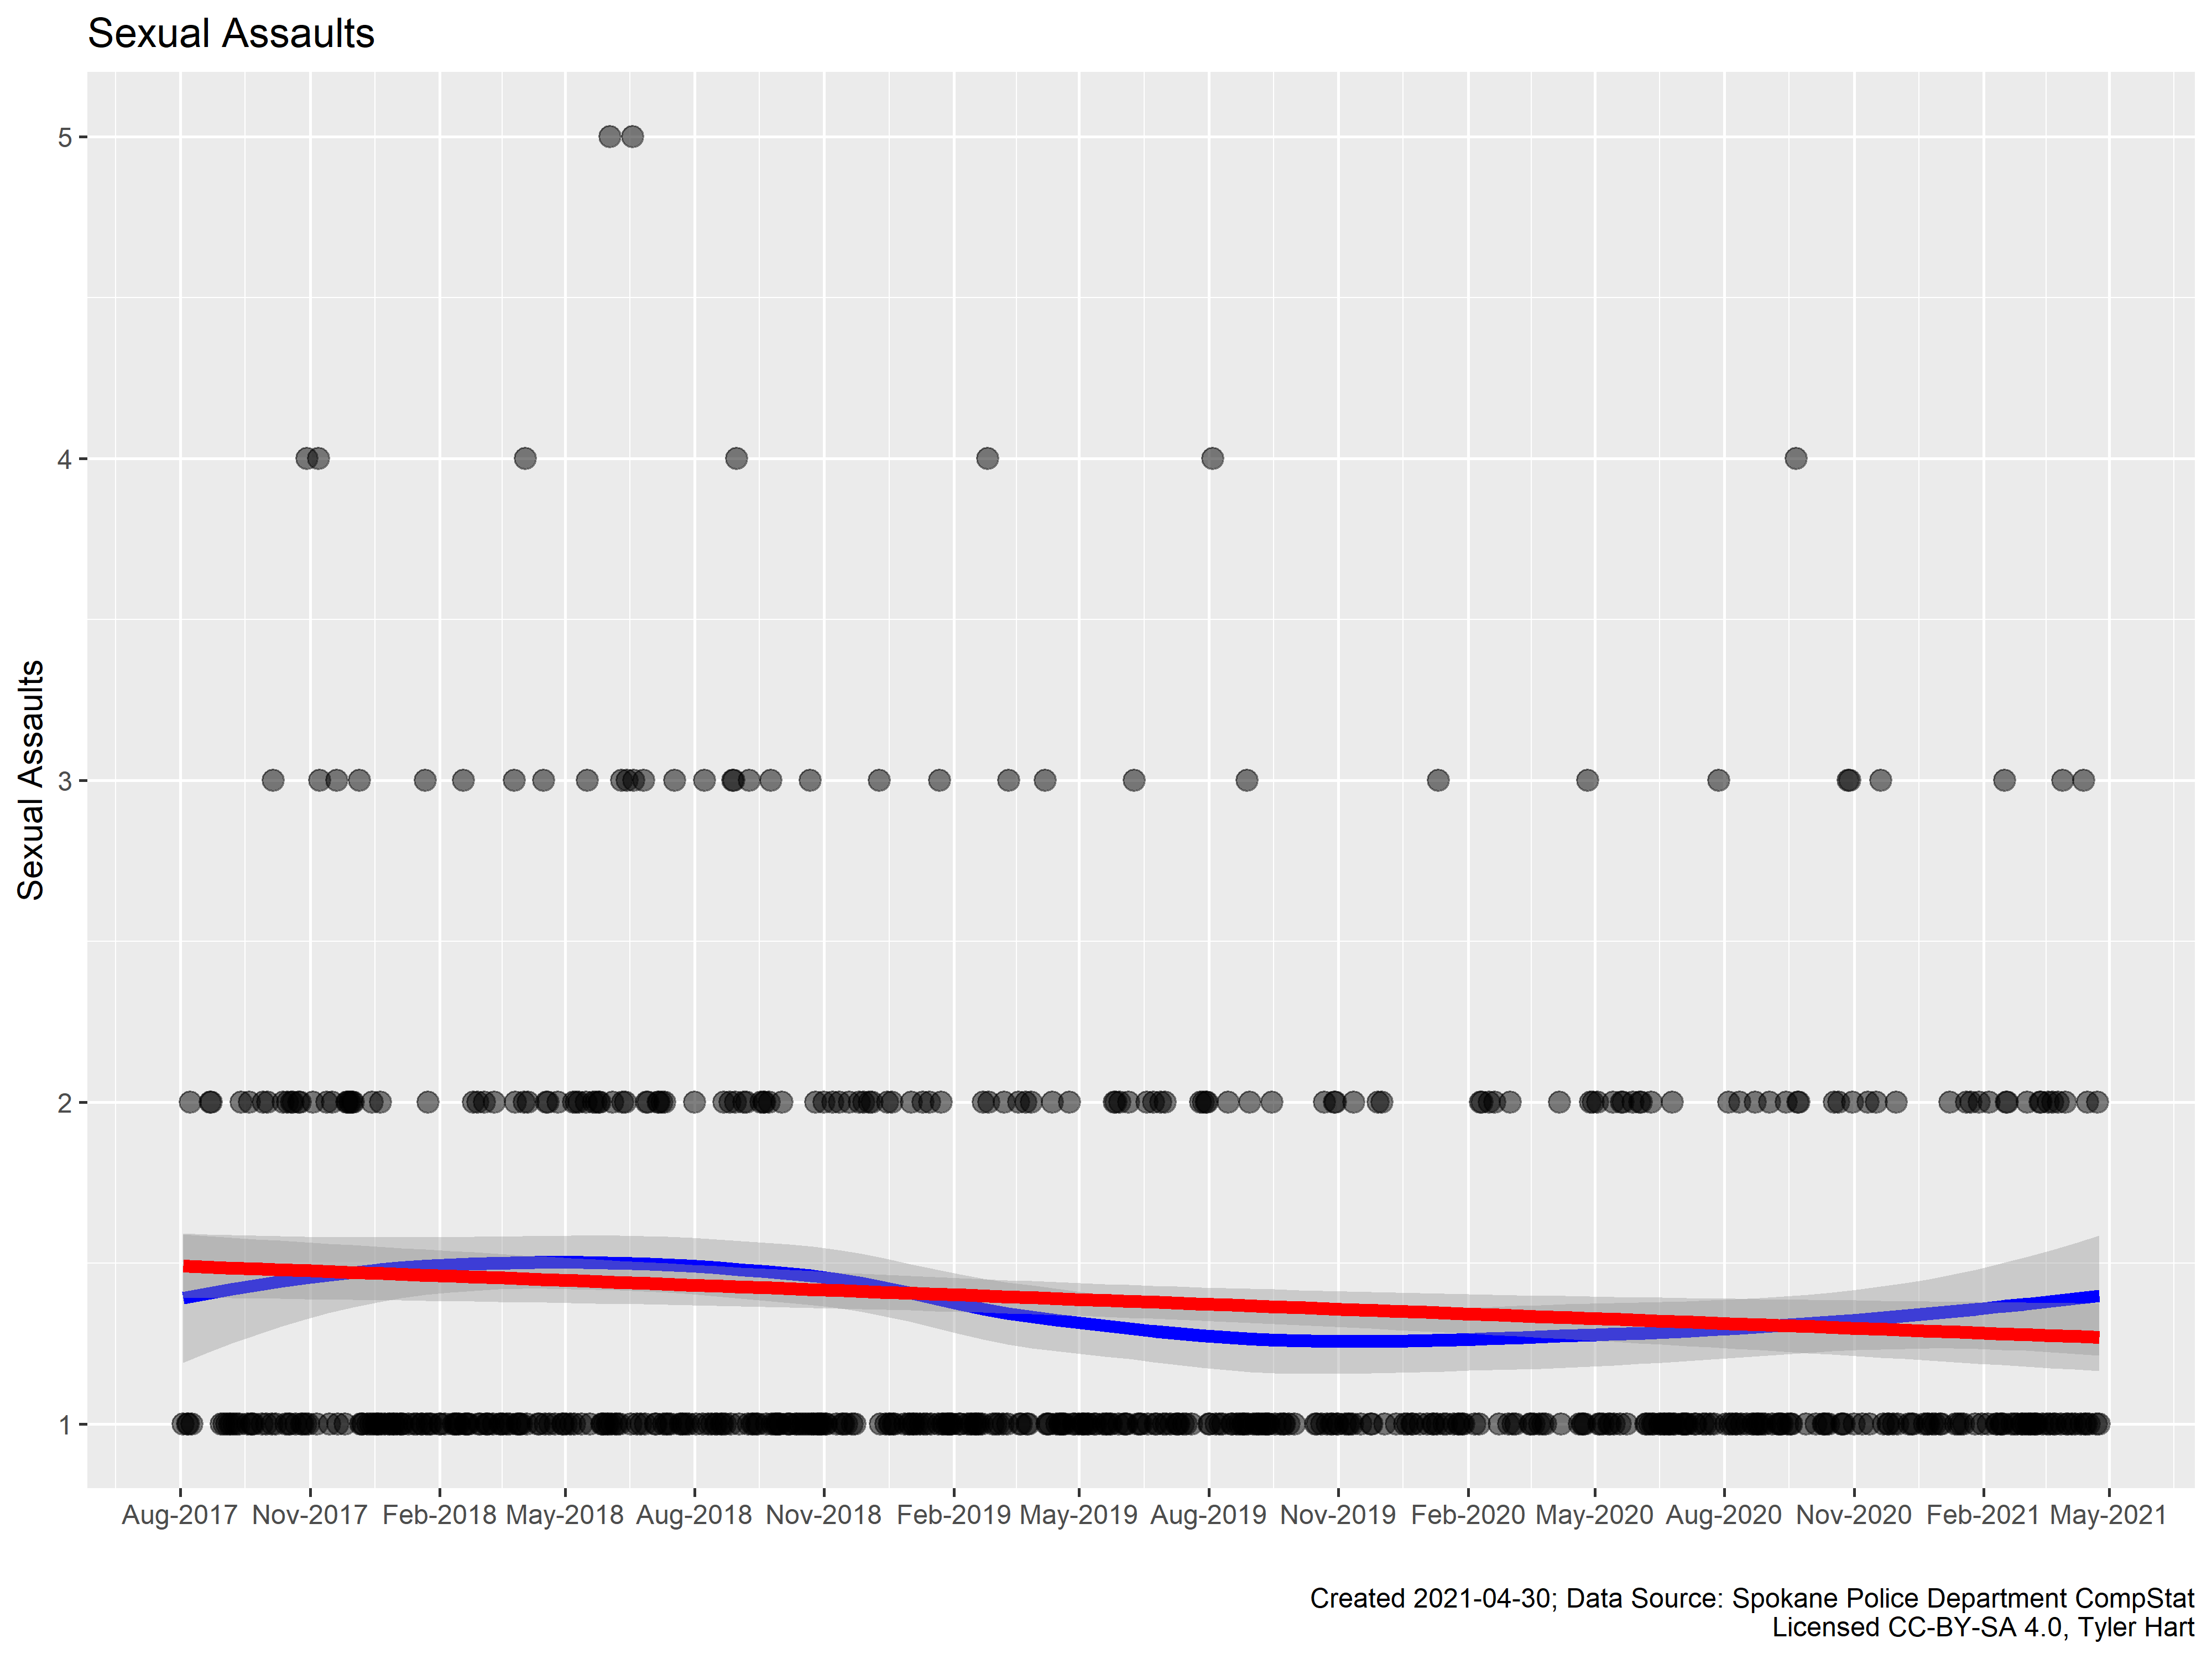 Sexual Assaults
Sexual Assaults
5
4
3
2
1
Aug-2017 Nov-2017 Feb-2018 May-2018 Aug-2018 Nov-2018 Feb-2019 May-2019 Aug-2019 Nov-2019 Feb-2020 May-2020 Aug-2020 Nov-2020 Feb-2021 May-2021
Created 2021-04-30; Data Source: Spokane Police Department CompStat
Licensed CC-BY-SA 4.0, Tyler Hart